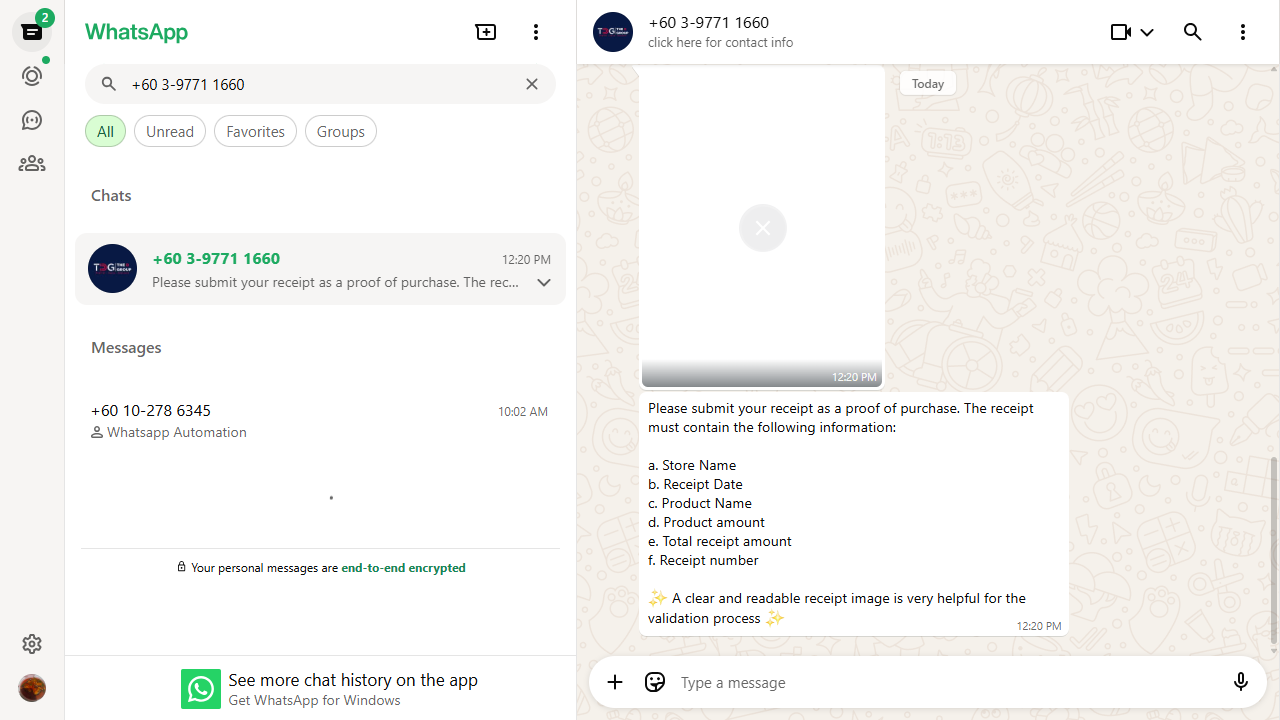 2
WhatsApp
+60 3-9771 1660
All
Unread
Favorites
Groups
Chats
+60 3-9771 1660
12:20 PM
Please submit your receipt as a proof of purchase. The rec...
Messages
+60 10-278 6345
10:02 AM
Whatsapp Automation
Your personal messages are end-to-end encrypted
See more chat history on the app
Get WhatsApp for Windows
+60 3-9771 1660
click here for contact info
Today
12:20 PM
Please submit your receipt as a proof of purchase. The receipt
must contain the following information:
a. Store Name
b. Receipt Date
c. Product Name
d. Product amount
e. Total receipt amount
f. Receipt number
✨ A clear and readable receipt image is very helpful for the
validation process ✨
12:20 PM
Type a message